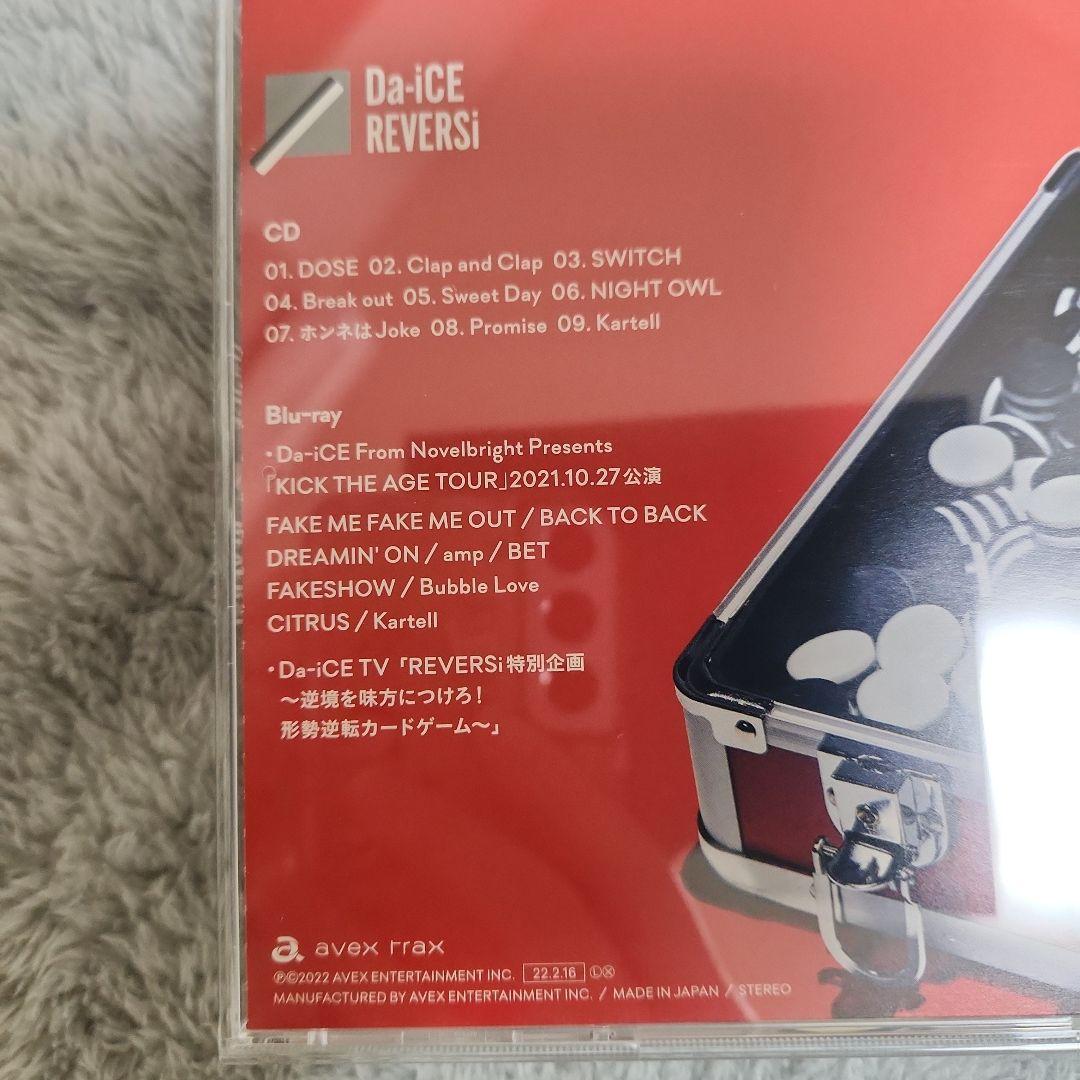 Da-iCE
REVERSi
CD
01. DOSE 02. Clap and Clap 03. SWITCH
04. Break out 05. Sweet Day 06. NIGHT OWL
07. ホンネはJoke 08. Promise 09. Kartell
Blu-ray
・Da-iCE From Novelbright Presents
「KICK THE AGE TOUR」2021.10.27公演
FAKE ME FAKE ME OUT / BACK TO BACK
DREAMIN' ON / amp / BET
FAKESHOW / Bubble Love
CITRUS / Kartell
・Da-iCE TV 「REVERSi特別企画
～逆境を味方につけろ！
形勢逆転カードゲーム～」
a. avex trax
ⓅⒸ2022 AVEX ENTERTAINMENT INC. 22.2.16 ⓁⓍ
MANUFACTURED BY AVEX ENTERTAINMENT INC. / MADE IN JAPAN / STEREO